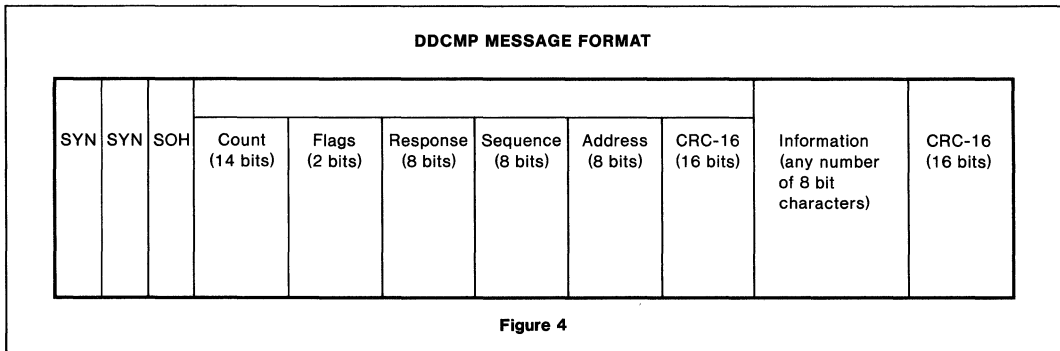 DDCMP MESSAGE FORMAT
SYN SYN SOH Count (14 bits) Flags (2 bits) Response (8 bits) Sequence (8 bits) Address (8 bits) CRC-16 (16 bits) Information (any number of 8 bit characters) CRC-16 (16 bits)
Figure 4